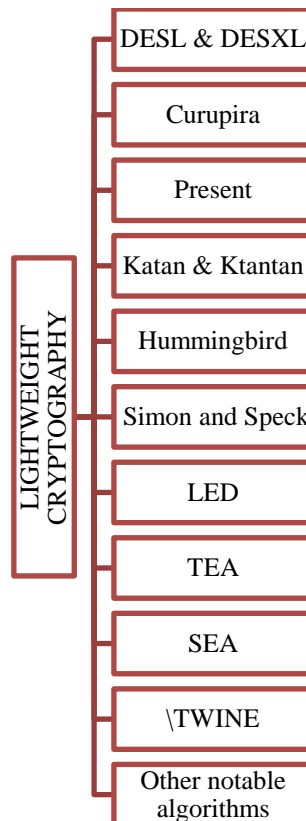 LIGHTWEIGHT
CRYPTOGRAPHY
DESL & DESXL
Curupira
Present
Katan & Ktantan
Hummingbird
Simon and Speck
LED
TEA
SEA
\TWINE
Other notable
algorithms